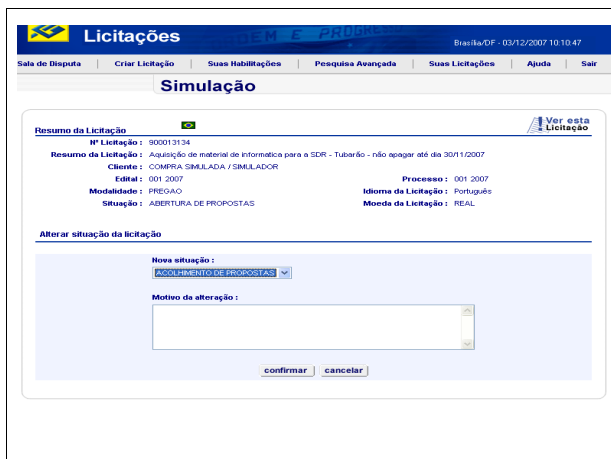 Licitações
ORDEM E PROGRESSO
Brasília/DF - 03/12/2007 10:10:47
Sala de Disputa | Criar Licitação | Suas Habilitações | Pesquisa Avançada | Suas Licitações | Ajuda | Sair
Simulação
Resumo da Licitação
Ver esta Licitação
Nº Licitação : 900013134
Resumo da Licitação : Aquisição de material de informatica para a SDR - Tubarão - não apagar até dia 30/11/2007
Cliente : COMPRA SIMULADA / SIMULADOR
Edital : 001 2007 Processo : 001 2007
Modalidade : PREGAO Idioma da Licitação : Português
Situação : ABERTURA DE PROPOSTAS Moeda da Licitação : REAL
Alterar situação da licitação
Nova situação :
ACOLHIMENTO DE PROPOSTAS
Motivo da alteração :
confirmar cancelar